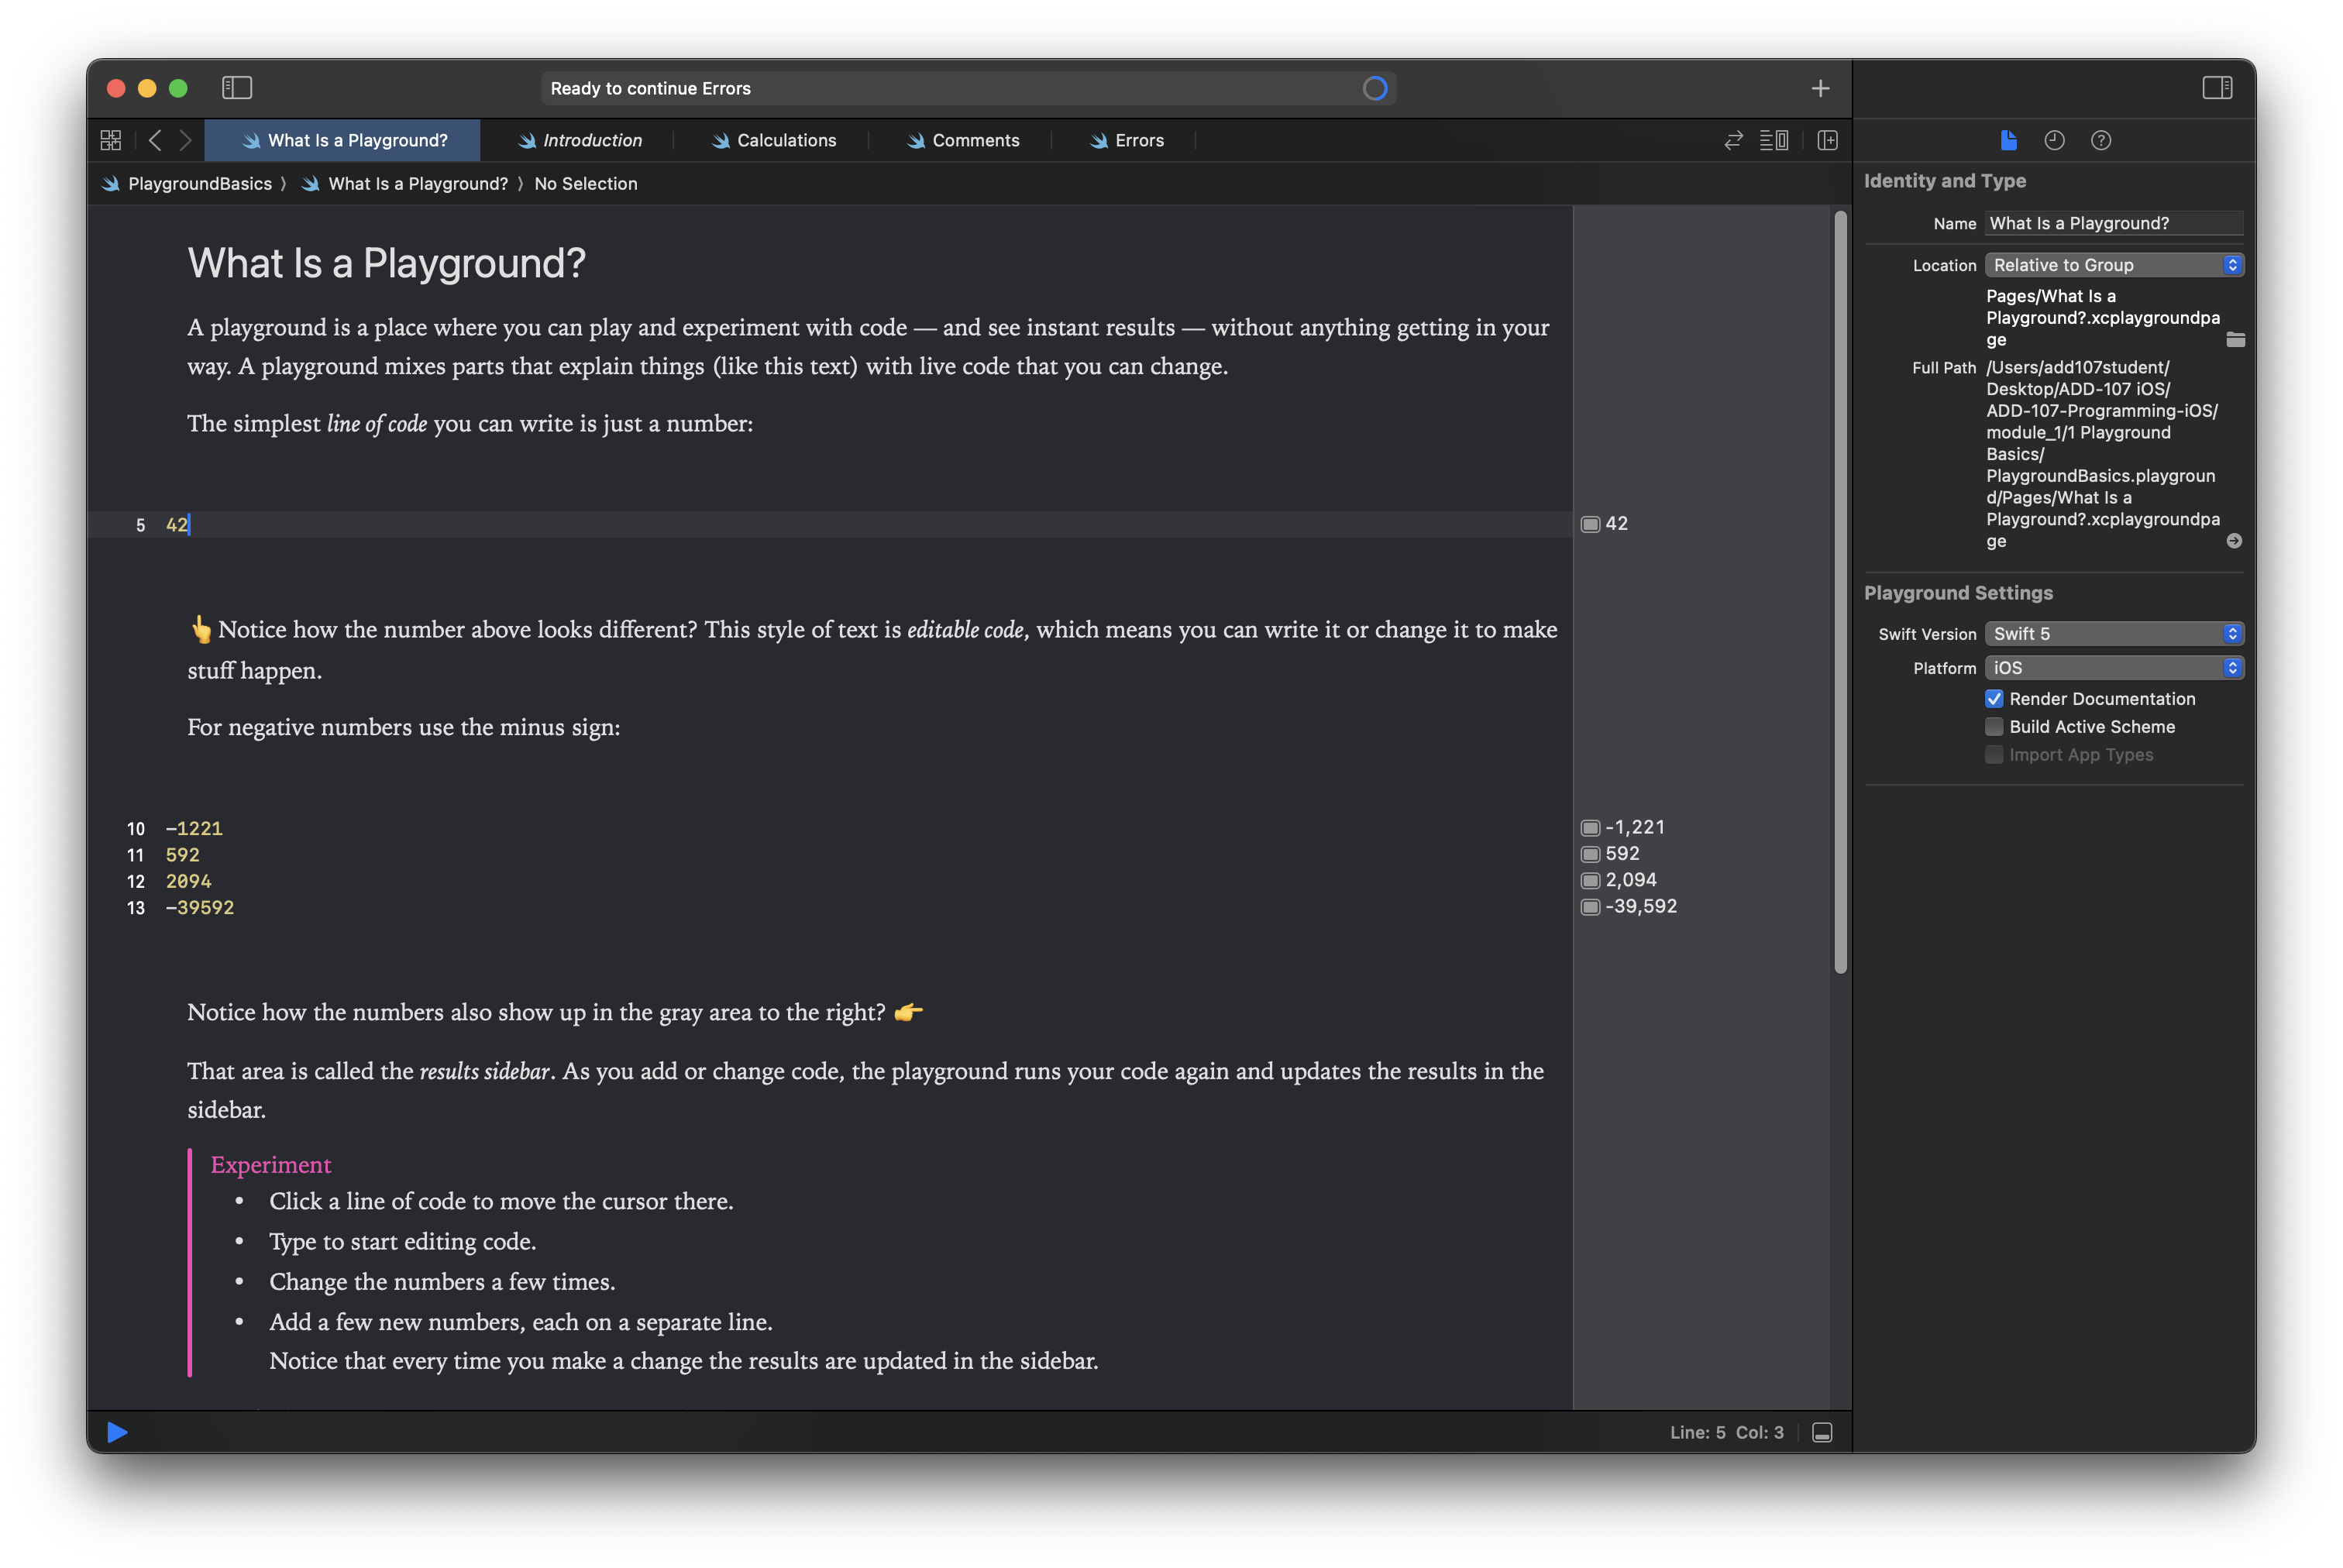 Ready to continue Errors
What Is a Playground? Introduction Calculations Comments Errors
PlaygroundBasics 〉 What Is a Playground? 〉 No Selection
What Is a Playground?
A playground is a place where you can play and experiment with code — and see instant results — without anything getting in your
way. A playground mixes parts that explain things (like this text) with live code that you can change.
The simplest line of code you can write is just a number:
5 42 42
👆Notice how the number above looks different? This style of text is editable code, which means you can write it or change it to make
stuff happen.
For negative numbers use the minus sign:
10 -1221 -1,221
11 592 592
12 2094 2,094
13 -39592 -39,592
Notice how the numbers also show up in the gray area to the right? 👉
That area is called the results sidebar. As you add or change code, the playground runs your code again and updates the results in the
sidebar.
Experiment
• Click a line of code to move the cursor there.
• Type to start editing code.
• Change the numbers a few times.
• Add a few new numbers, each on a separate line.
Notice that every time you make a change the results are updated in the sidebar.
Line: 5 Col: 3
Identity and Type
Name What Is a Playground?
Location Relative to Group
Pages/What Is a
Playground?.xcplaygroundpa
ge
Full Path /Users/add107student/
Desktop/ADD-107 iOS/
ADD-107-Programming-iOS/
module_1/1 Playground
Basics/
PlaygroundBasics.playgroun
d/Pages/What Is a
Playground?.xcplaygroundpa
ge
Playground Settings
Swift Version Swift 5
Platform iOS
Render Documentation
Build Active Scheme
Import App Types